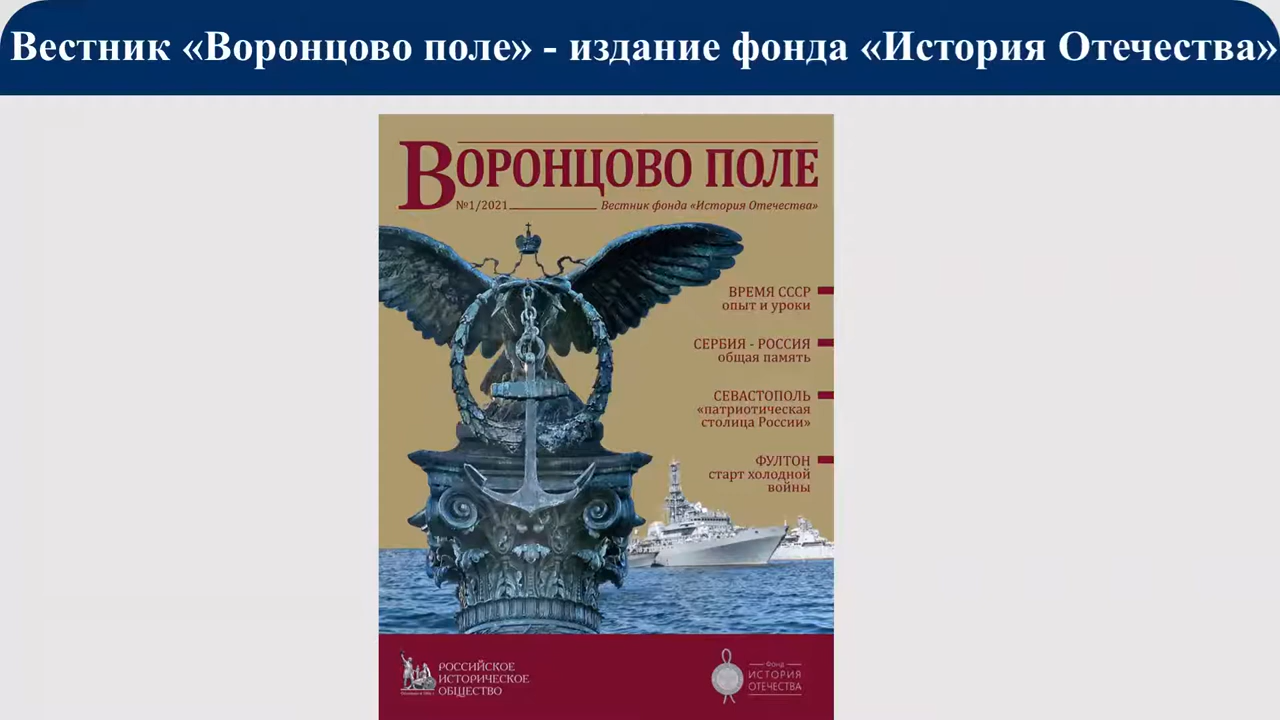 Вестник «Воронцово поле» - издание фонда «История Отечества»
ВОРОНЦОВО ПОЛЕ
№1/2021
Вестник фонда «История Отечества»
ВРЕМЯ СССР
опыт и уроки
СЕРБИЯ - РОССИЯ
общая память
СЕВАСТОПОЛЬ
«патриотическая
столица России»
ФУЛТОН
старт холодной
войны
РОССИЙСКОЕ
ИСТОРИЧЕСКОЕ
ОБЩЕСТВО
Фонд
ИСТОРИЯ
ОТЕЧЕСТВА